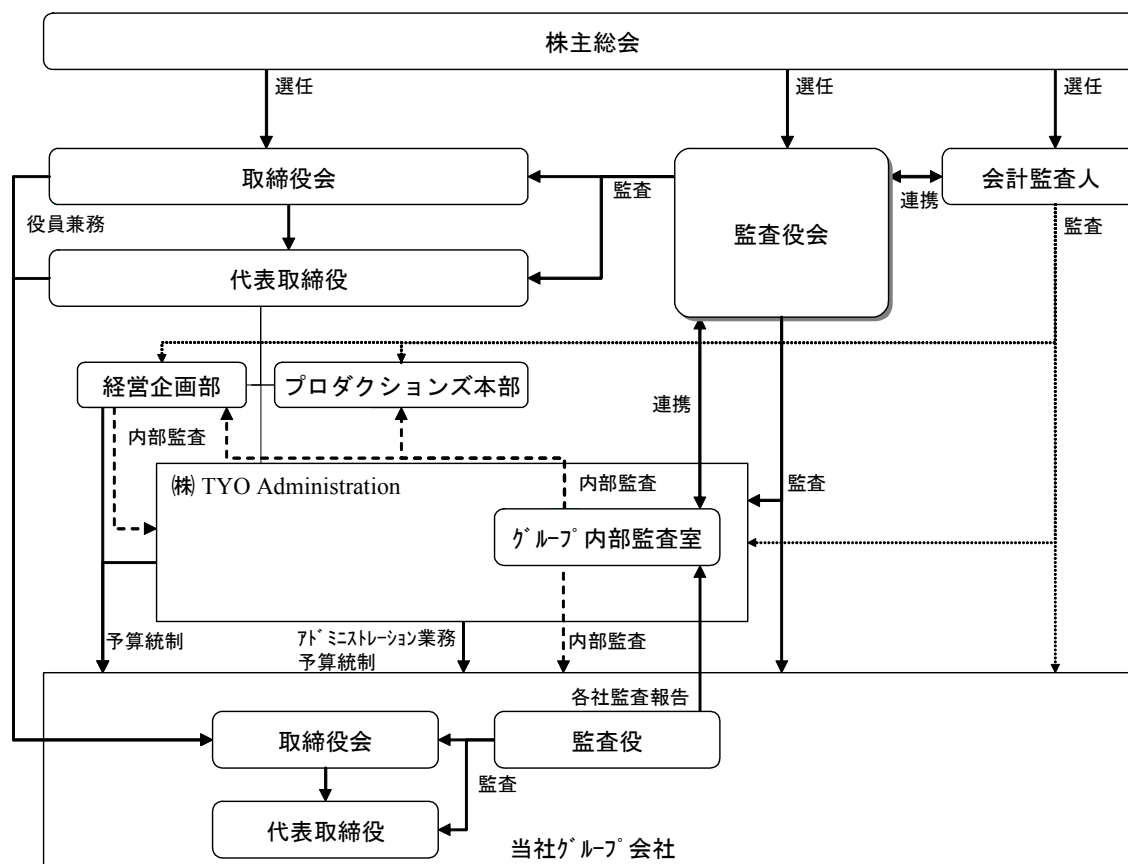 株主総会
選任
選任
選任
取締役会
監査
監査役会
連携
会計監査人
役員兼務
監査
代表取締役
経営企画部
プロダクションズ本部
連携
内部監査
㈱ TYO Administration
内部監査
監査
ｸﾞﾙｰﾌﾟ内部監査室
予算統制
ｱﾄﾞﾐﾆｽﾄﾚｰｼｮﾝ業務
予算統制
内部監査
各社監査報告
取締役会
監査役
監査
代表取締役
当社ｸﾞﾙｰﾌﾟ会社